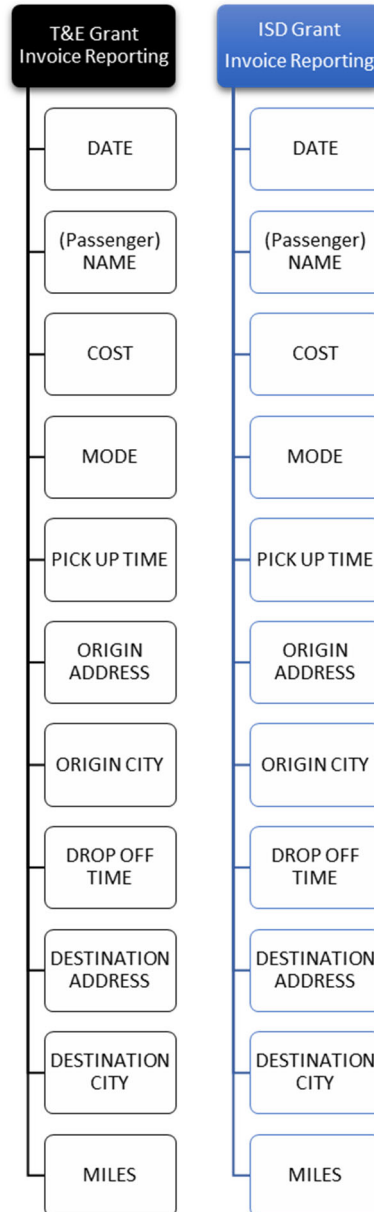 T&E Grant
Invoice Reporting
DATE
(Passenger)
NAME
COST
MODE
PICK UP TIME
ORIGIN
ADDRESS
ORIGIN CITY
DROP OFF
TIME
DESTINATION
ADDRESS
DESTINATION
CITY
MILES
ISD Grant
Invoice Reporting
DATE
(Passenger)
NAME
COST
MODE
PICK UP TIME
ORIGIN
ADDRESS
ORIGIN CITY
DROP OFF
TIME
DESTINATION
ADDRESS
DESTINATION
CITY
MILES